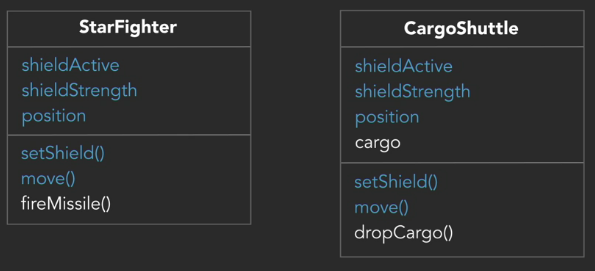 StarFighter
shieldActive
shieldStrength
position
setShield()
move()
fireMissile()
CargoShuttle
shieldActive
shieldStrength
position
cargo
setShield()
move()
dropCargo()